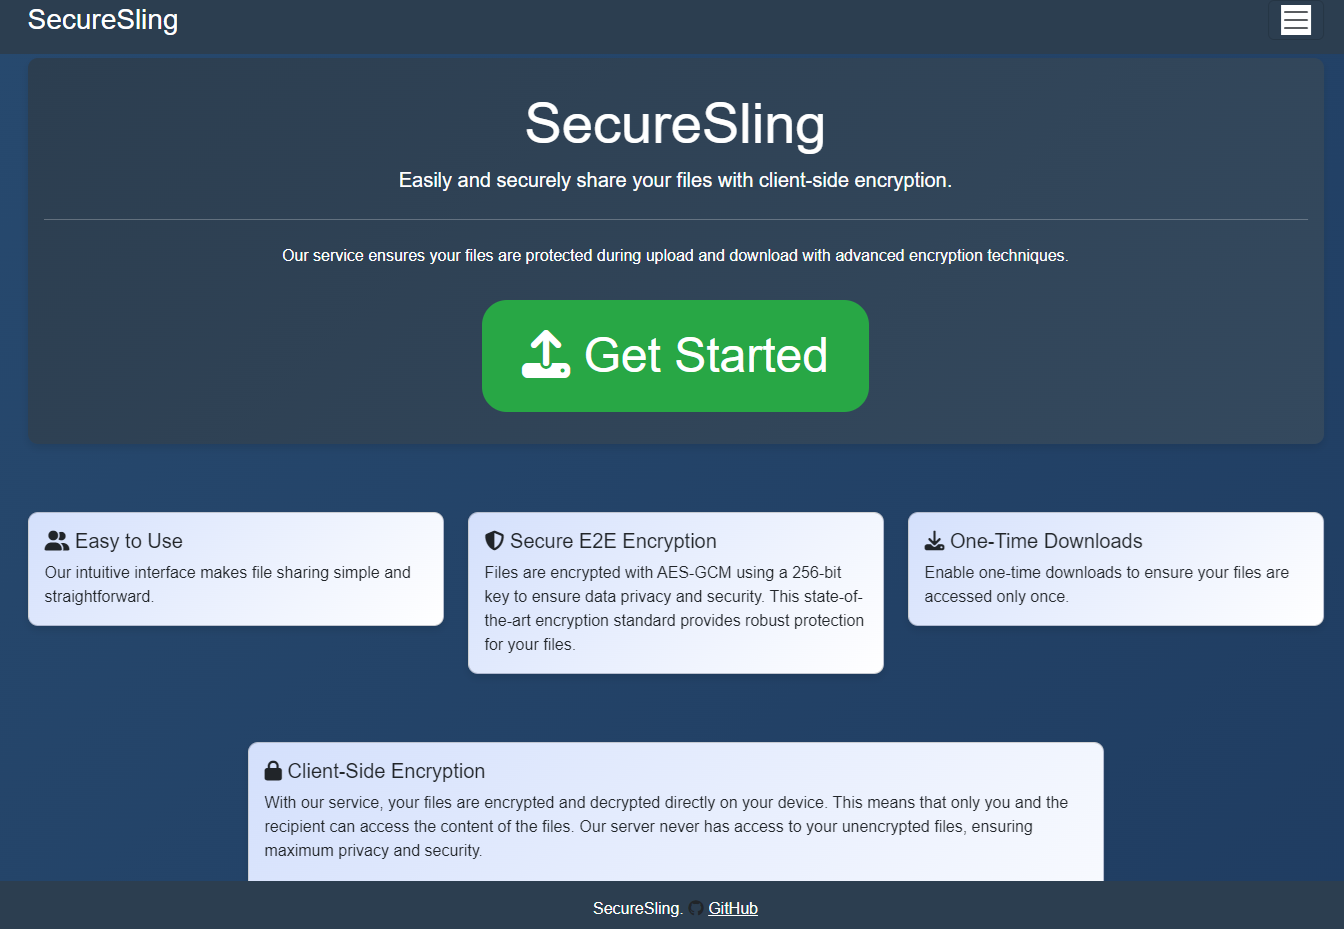 SecureSling
SecureSling
Easily and securely share your files with client-side encryption.
Our service ensures your files are protected during upload and download with advanced encryption techniques.
Get Started
Easy to Use
Our intuitive interface makes file sharing simple and
straightforward.
Secure E2E Encryption
Files are encrypted with AES-GCM using a 256-bit
key to ensure data privacy and security. This state-of-
the-art encryption standard provides robust protection
for your files.
One-Time Downloads
Enable one-time downloads to ensure your files are
accessed only once.
Client-Side Encryption
With our service, your files are encrypted and decrypted directly on your device. This means that only you and the
recipient can access the content of the files. Our server never has access to your unencrypted files, ensuring
maximum privacy and security.
SecureSling. GitHub